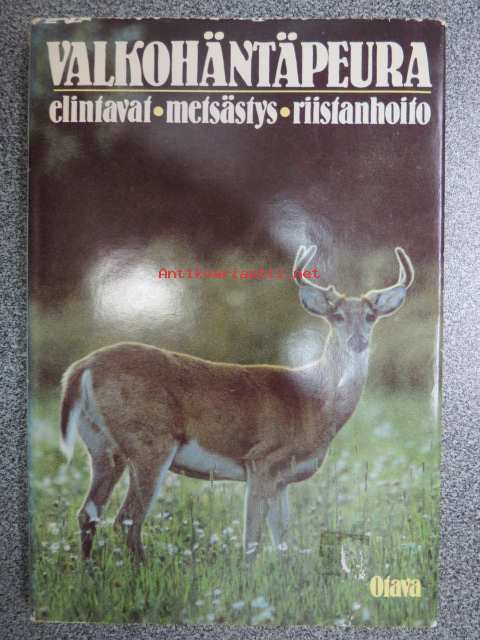 VALKOHÄNTÄPEURA
elintavat • metsästys • riistanhoito
Antikvariaatti.net
Otava